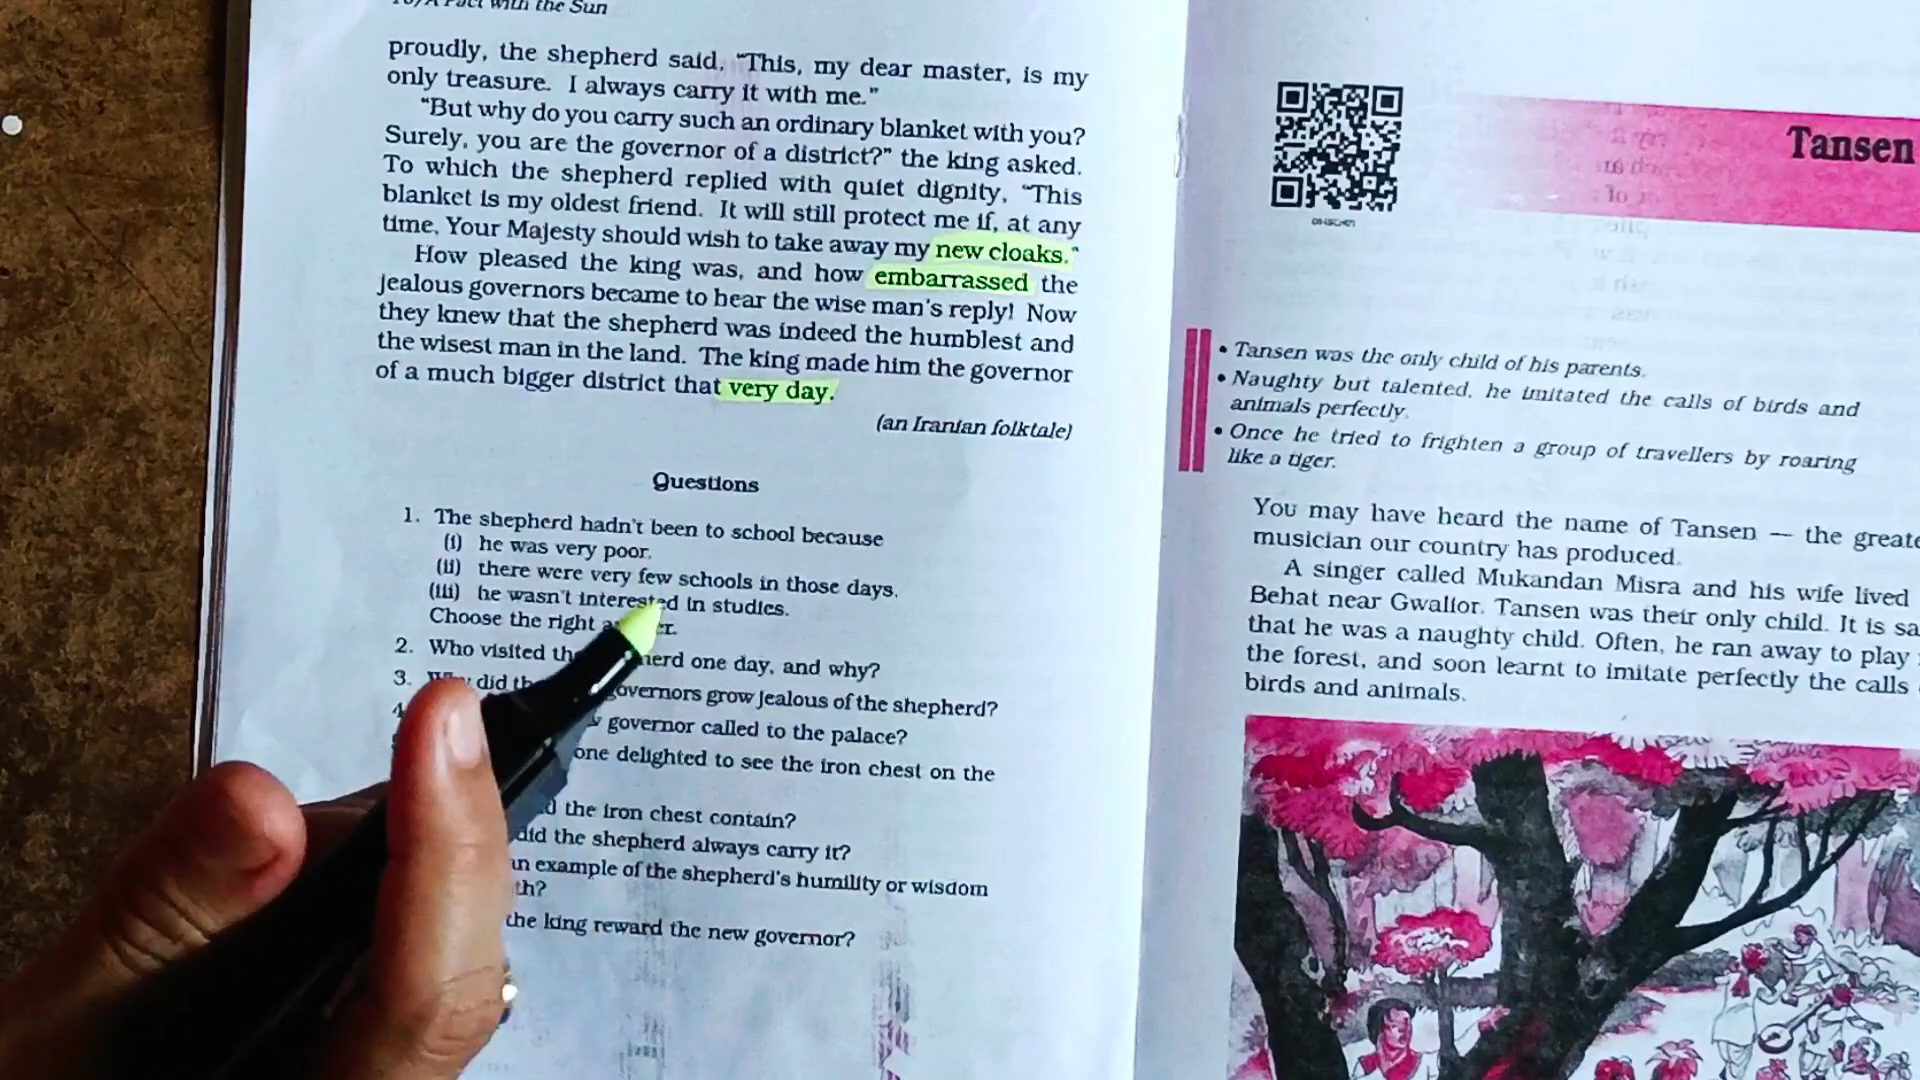 A Pact with the Sun
proudly, the shepherd said, “This, my dear master, is my
only treasure. I always carry it with me.”
“But why do you carry such an ordinary blanket with you?
Surely, you are the governor of a district?” the king asked.
To which the shepherd replied with quiet dignity, “This
blanket is my oldest friend. It will still protect me if, at any
time, Your Majesty should wish to take away my new cloaks.”
How pleased the king was, and how embarrassed the
jealous governors became to hear the wise man's reply! Now
they knew that the shepherd was indeed the humblest and
the wisest man in the land. The king made him the governor
of a much bigger district that very day.
(an Iranian folktale)
Questions
1. The shepherd hadn't been to school because
(i) he was very poor.
(ii) there were very few schools in those days.
(iii) he wasn't interested in studies.
Choose the right
2. Who visited one day, and why?
3. did governors grow jealous of the shepherd?
governor called to the palace?
one delighted to see the iron chest on the
the iron chest contain?
did the shepherd always carry it?
an example of the shepherd's humility or wisdom
the king reward the new governor?
Tansen
• Tansen was the only child of his parents.
• Naughty but talented, he imitated the calls of birds and
animals perfectly.
• Once he tried to frighten a group of travellers by roaring
like a tiger.
You may have heard the name of Tansen — the
musician our country has produced.
A singer called Mukandan Misra and his wife lived
Behat near Gwalior. Tansen was their only child. It is
that he was a naughty child. Often, he ran away to play
the forest, and soon learnt to imitate perfectly the calls
birds and animals.